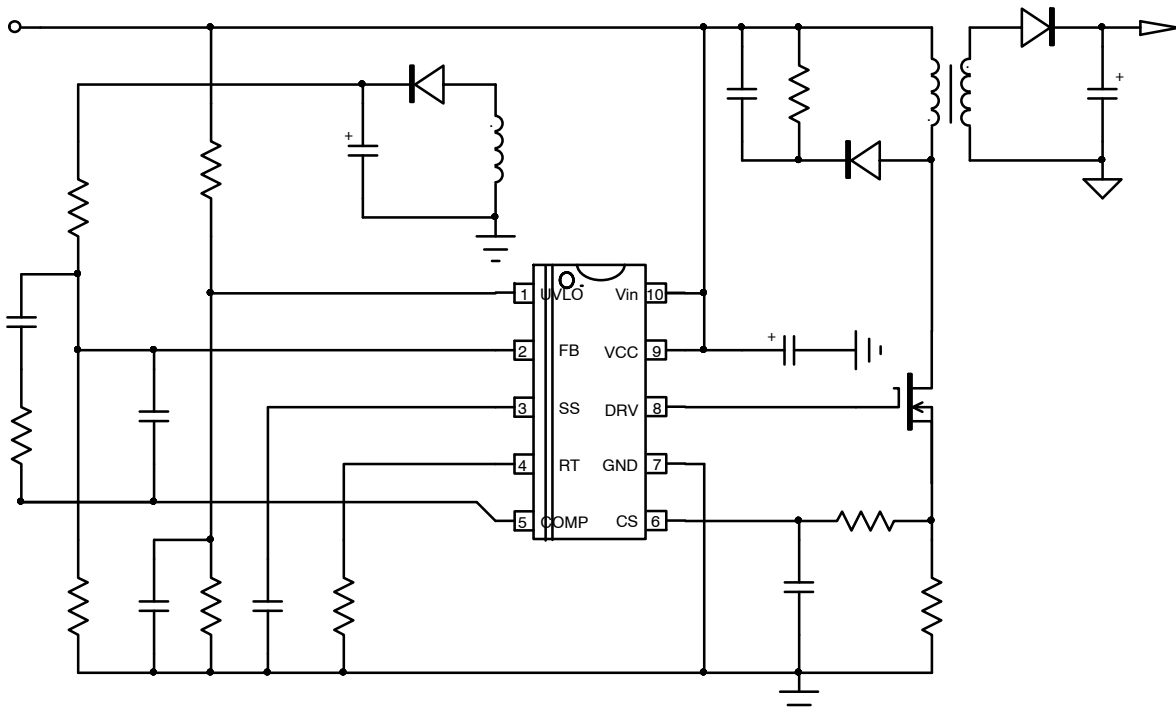 +
+
1 UVLO Vin 10
2 FB VCC 9
+
3 SS DRV 8
4 RT GND 7
5 COMP CS 6